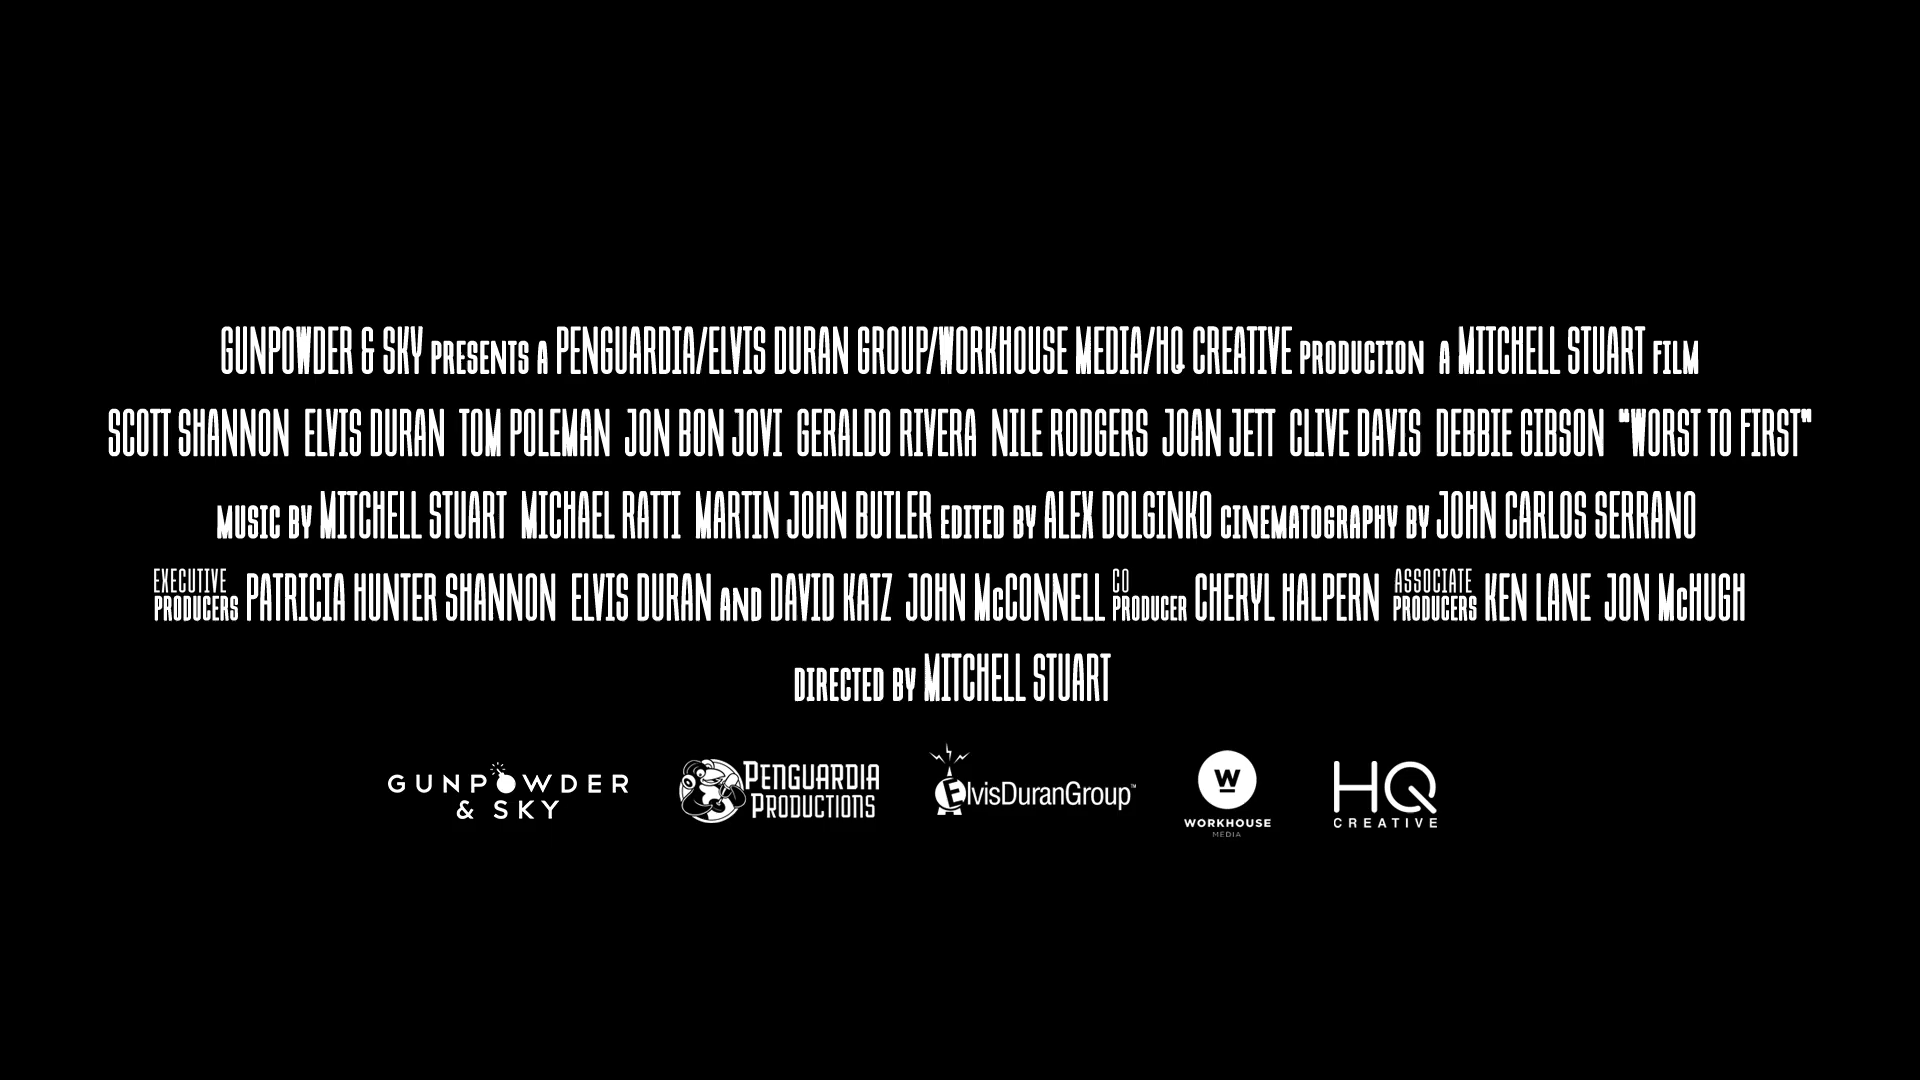 GUNPOWDER & SKY PRESENTS A PENGUARDIA/ELVIS DURAN GROUP/WORKHOUSE MEDIA/HQ CREATIVE PRODUCTION A MITCHELL STUART FILM
SCOTT SHANNON ELVIS DURAN TOM POLEMAN JON BON JOVI GERALDO RIVERA NILE RODGERS JOAN JETT CLIVE DAVIS DEBBIE GIBSON "WORST TO FIRST"
MUSIC BY MITCHELL STUART MICHAEL RATTI MARTIN JOHN BUTLER EDITED BY ALEX DOLGINKO CINEMATOGRAPHY BY JOHN CARLOS SERRANO
EXECUTIVE PRODUCERS PATRICIA HUNTER SHANNON ELVIS DURAN AND DAVID KATZ JOHN McCONNELL CO PRODUCER CHERYL HALPERN ASSOCIATE PRODUCERS KEN LANE JON McHUGH
DIRECTED BY MITCHELL STUART
GUNPOWDER
& SKY
PENGUARDIA
PRODUCTIONS
ElvisDuranGroup™
W
WORKHOUSE
MEDIA
HQ
CREATIVE